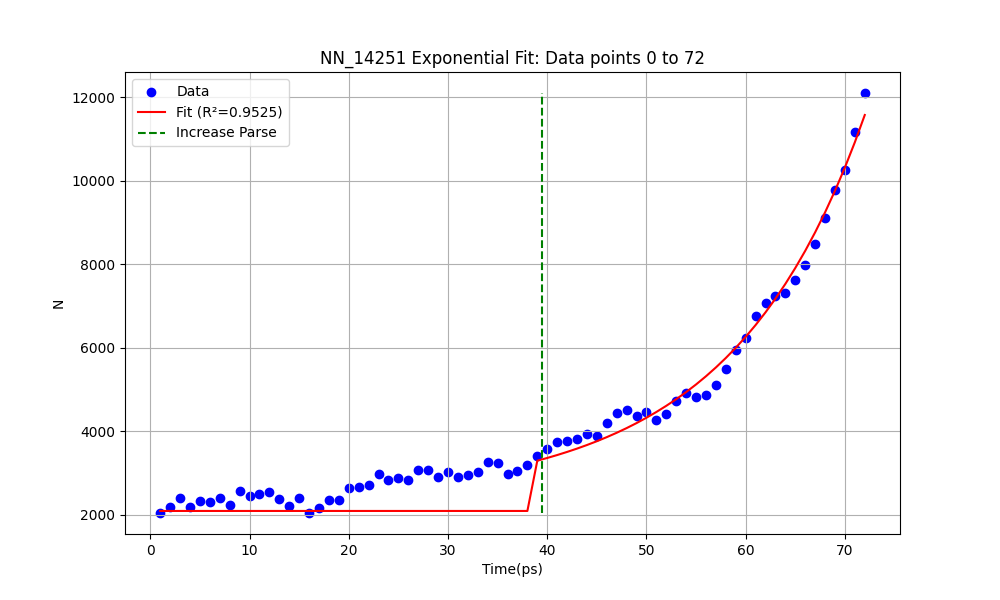 NN_14251 Exponential Fit: Data points 0 to 72
Data
Fit (R²=0.9525)
Increase Parse
12000
10000
8000
6000
4000
2000
N
0 10 20 30 40 50 60 70
Time(ps)